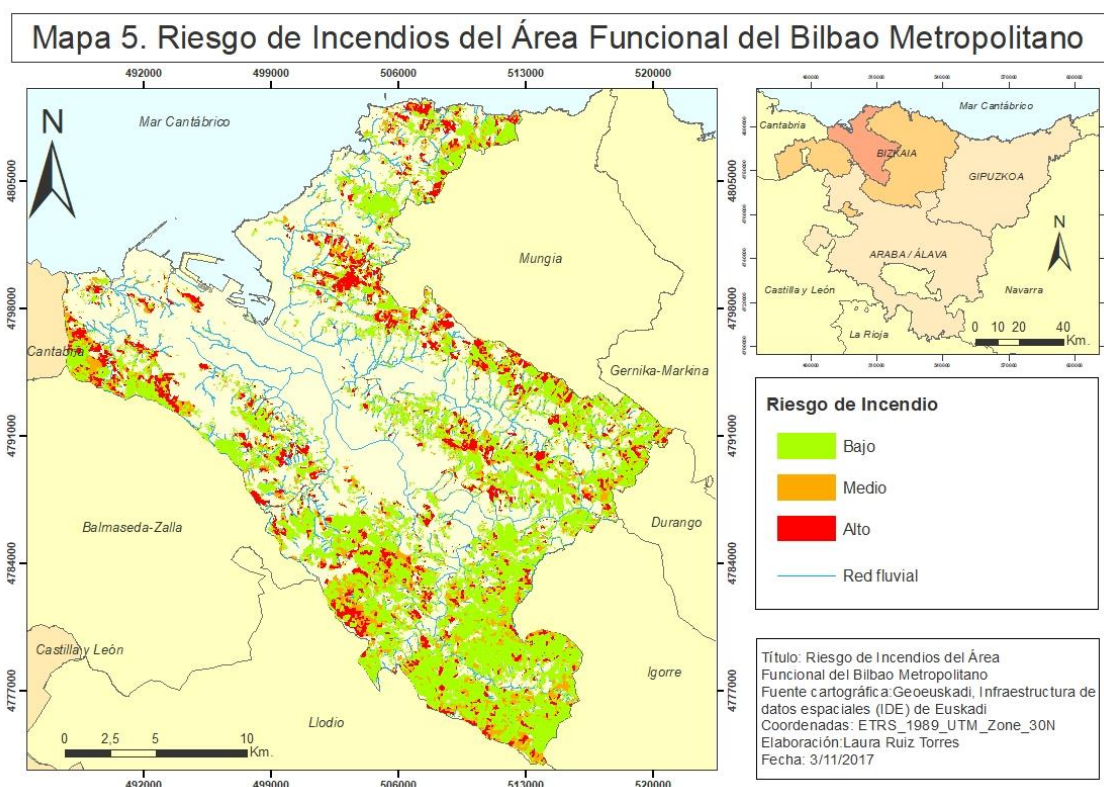 Mapa 5. Riesgo de Incendios del Área Funcional del Bilbao Metropolitano
492000 499000 506000 513000 520000
N
Mar Cantábrico
4805000
4805000
Mungia
4798000
4798000
Cantabria
Gernika-Markina
4791000
4791000
Balmaseda-Zalla
Durango
4784000
4784000
Castilla y León
Igorre
4777000
4777000
Llodio
0 2,5 5 10
Km.
492000 499000 506000 513000 520000
Mar Cantábrico
Cantabria
BIZKAIA
GIPUZKOA
N
ARABA / ÁLAVA
Castilla y León
Navarra
La Rioja
0 10 20 40
Km.
Riesgo de Incendio
Bajo
Medio
Alto
Red fluvial
Título: Riesgo de Incendios del Área
Funcional del Bilbao Metropolitano
Fuente cartográfica:Geoeuskadi, Infraestructura de
datos espaciales (IDE) de Euskadi
Coordenadas: ETRS_1989_UTM_Zone_30N
Elaboración:Laura Ruiz Torres
Fecha: 3/11/2017